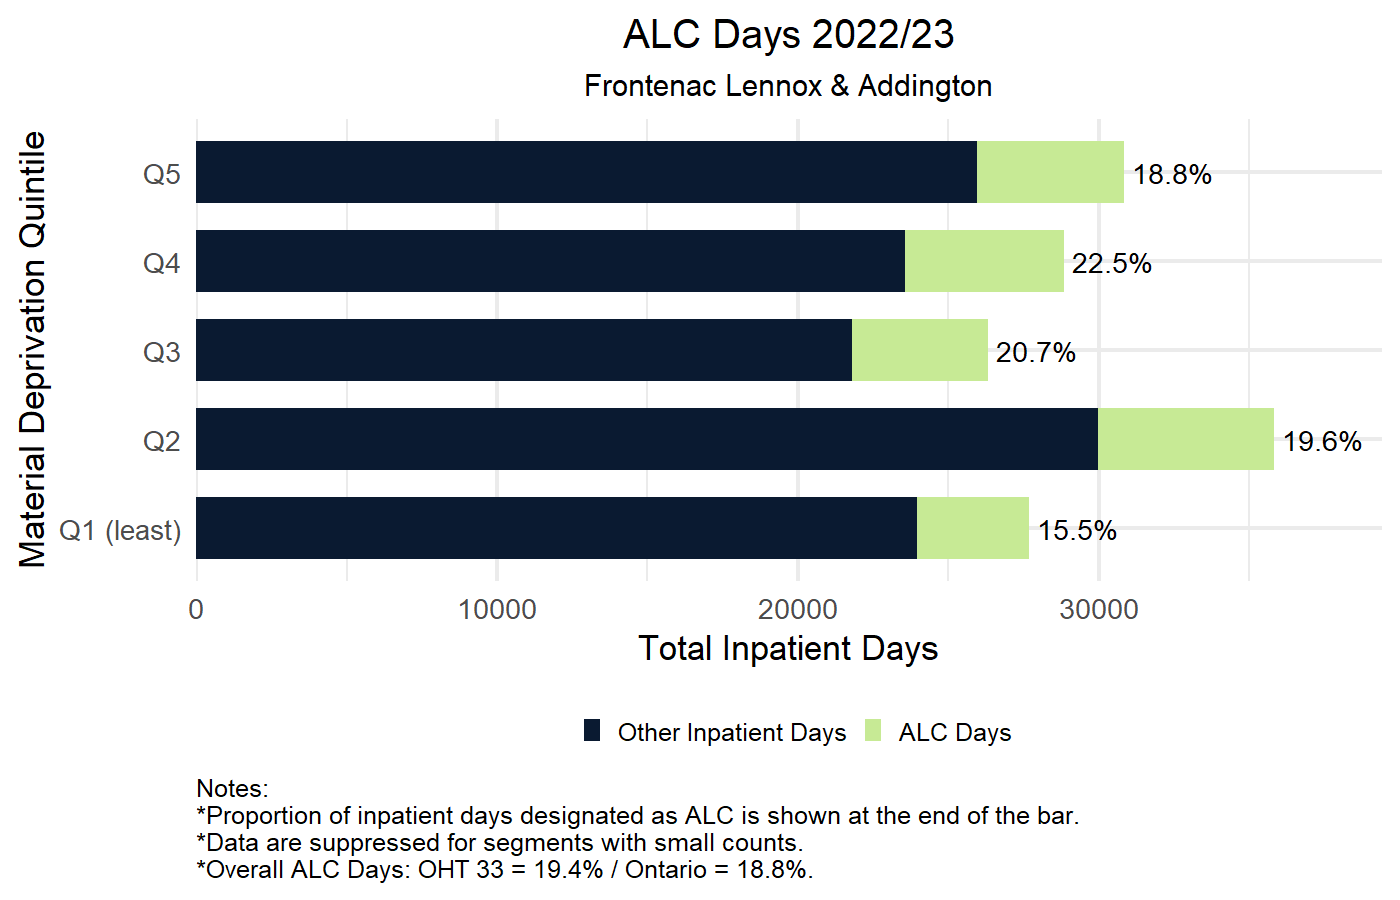 ALC Days 2022/23
Frontenac Lennox & Addington
Material Deprivation Quintile
Q5
18.8%
Q4
22.5%
Q3
20.7%
Q2
19.6%
Q1 (least)
15.5%
0 10000 20000 30000
Total Inpatient Days
Other Inpatient Days ALC Days
Notes:
*Proportion of inpatient days designated as ALC is shown at the end of the bar.
*Data are suppressed for segments with small counts.
*Overall ALC Days: OHT 33 = 19.4% / Ontario = 18.8%.